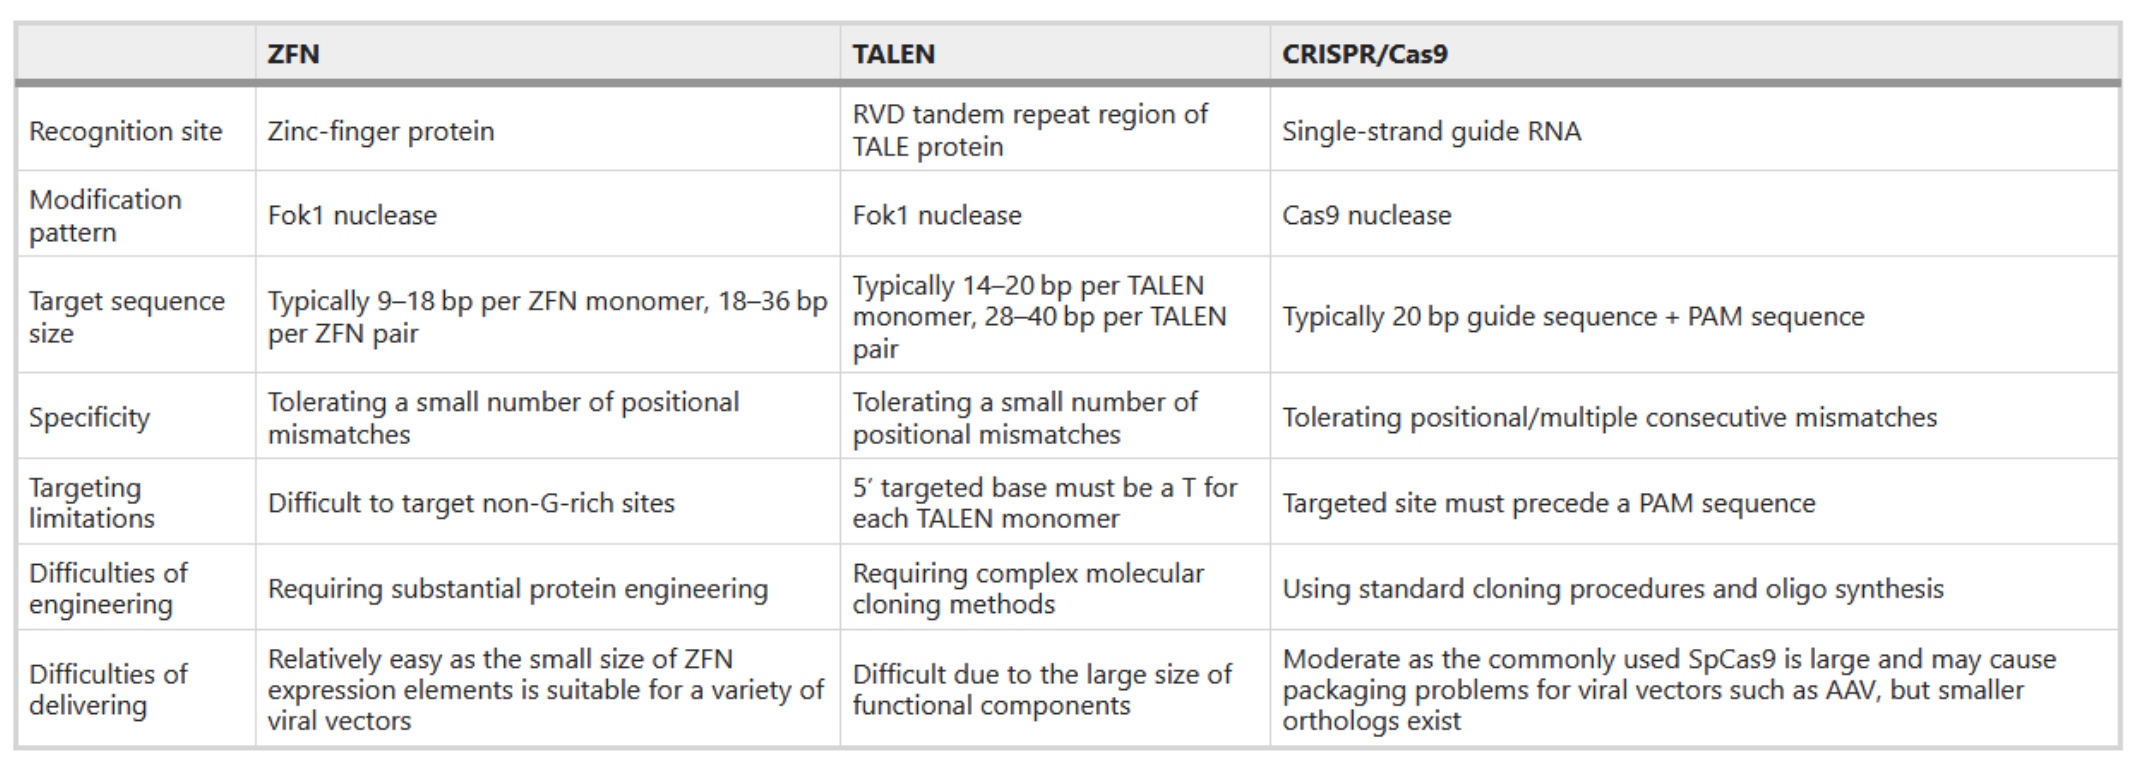 ZFN
TALEN
CRISPR/Cas9
Recognition site
Zinc-finger protein
RVD tandem repeat region of
TALE protein
Single-strand guide RNA
Modification
pattern
Fok1 nuclease
Fok1 nuclease
Cas9 nuclease
Target sequence
size
Typically 9–18 bp per ZFN monomer, 18–36 bp
per ZFN pair
Typically 14–20 bp per TALEN
monomer, 28–40 bp per TALEN
pair
Typically 20 bp guide sequence + PAM sequence
Specificity
Tolerating a small number of positional
mismatches
Tolerating a small number of
positional mismatches
Tolerating positional/multiple consecutive mismatches
Targeting
limitations
Difficult to target non-G-rich sites
5′ targeted base must be a T for
each TALEN monomer
Targeted site must precede a PAM sequence
Difficulties of
engineering
Requiring substantial protein engineering
Requiring complex molecular
cloning methods
Using standard cloning procedures and oligo synthesis
Difficulties of
delivering
Relatively easy as the small size of ZFN
expression elements is suitable for a variety of
viral vectors
Difficult due to the large size of
functional components
Moderate as the commonly used SpCas9 is large and may cause
packaging problems for viral vectors such as AAV, but smaller
orthologs exist